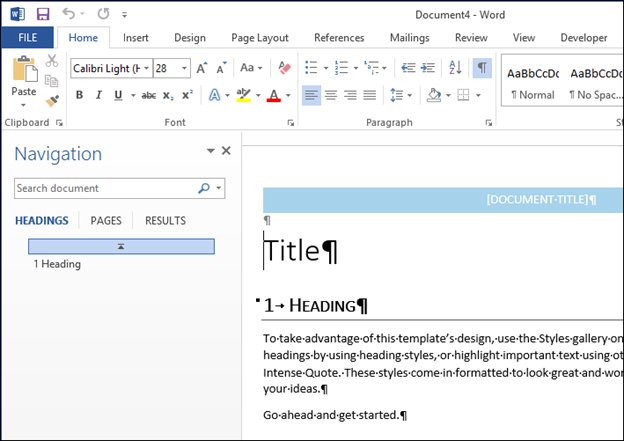 Document4 - Word
FILE Home Insert Design Page Layout References Mailings Review View Developer
Calibri Light (H 28 A A Aa A AaBbCcDc AaBbCcDc
Paste B I U abc x₂ x² A ab A ¶ Normal ¶ No Spac...
Clipboard Font Paragraph St
Navigation
Search document
HEADINGS PAGES RESULTS
1 Heading
[DOCUMENT·TITLE]¶
¶
Title¶
1→ HEADING¶
To·take·advantage·of·this·template's·design,·use·the·Styles·gallery·on
headings·by·using·heading·styles,·or·highlight·important·text·using·ot
Intense·Quote.·These·styles·come·in·formatted·to·look·great·and·wor
your·ideas.¶
Go·ahead·and·get·started.¶